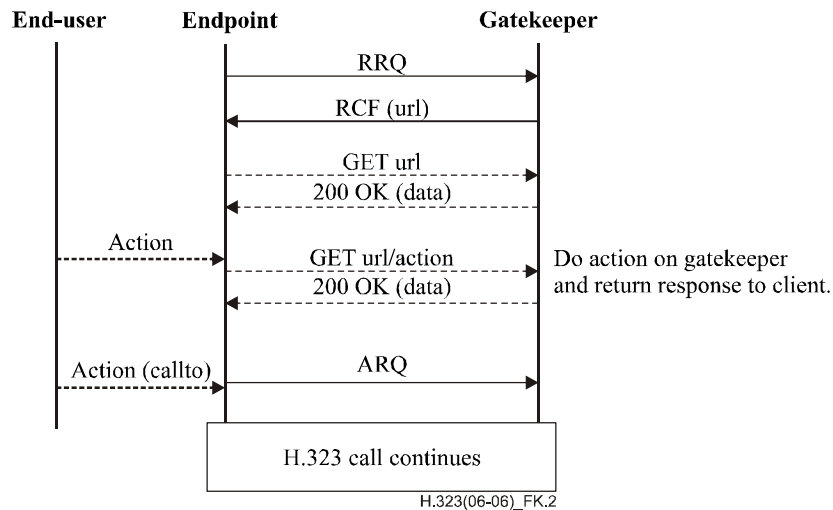 End-user Endpoint Gatekeeper
RRQ
RCF (url)
GET url
200 OK (data)
Action
GET url/action
200 OK (data)
Do action on gatekeeper
and return response to client.
Action (callto)
ARQ
H.323 call continues
H.323(06-06)_FK.2